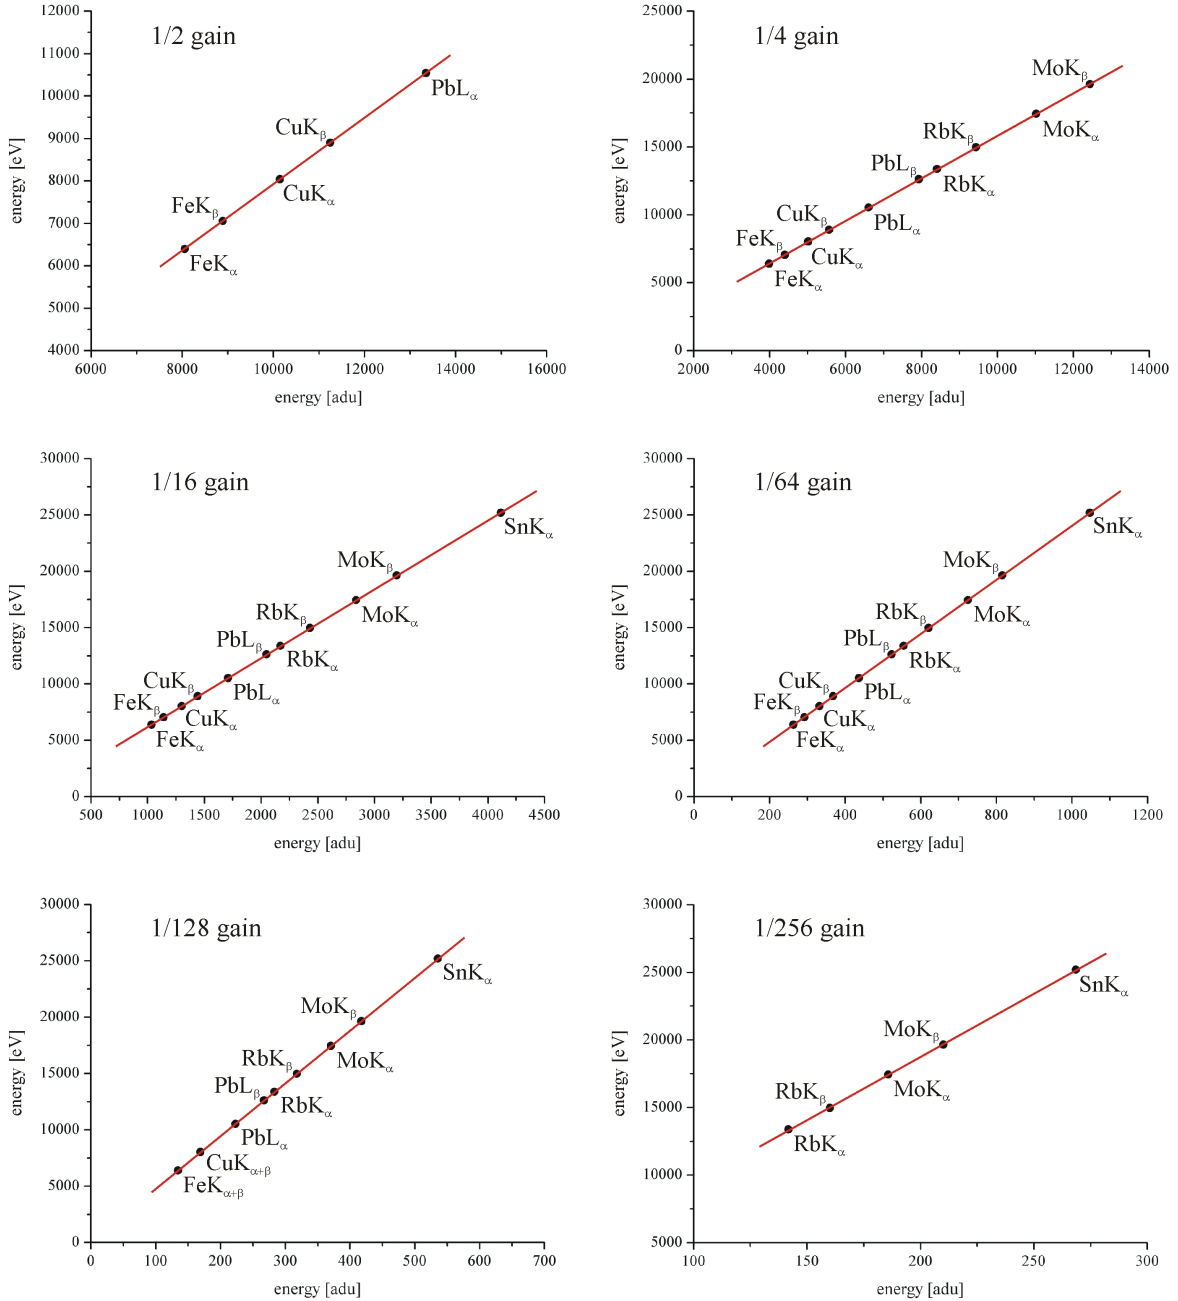 1/2 gain
12000
11000
10000
9000
8000
7000
6000
5000
4000
energy [eV]
PbLα
CuKβ
CuKα
FeKβ
FeKα
6000 8000 10000 12000 14000 16000
energy [adu]
1/4 gain
25000
20000
15000
10000
5000
0
energy [eV]
MoKβ
MoKα
RbKβ
PbLβ
RbKα
CuKβ
PbLα
FeKβ
CuKα
FeKα
2000 4000 6000 8000 10000 12000 14000
energy [adu]
1/16 gain
30000
25000
20000
15000
10000
5000
0
energy [eV]
SnKα
MoKβ
MoKα
RbKβ
PbLβ
RbKα
CuKβ
PbLα
FeKβ
CuKα
FeKα
500 1000 1500 2000 2500 3000 3500 4000 4500
energy [adu]
1/64 gain
30000
25000
20000
15000
10000
5000
0
energy [eV]
SnKα
MoKβ
MoKα
RbKβ
PbLβ
RbKα
CuKβ
PbLα
FeKβ
CuKα
FeKα
0 200 400 600 800 1000 1200
energy [adu]
1/128 gain
30000
25000
20000
15000
10000
5000
0
energy [eV]
SnKα
MoKβ
MoKα
RbKβ
PbLβ
RbKα
PbLα
CuKα+β
FeKα+β
0 100 200 300 400 500 600 700
energy [adu]
1/256 gain
30000
25000
20000
15000
10000
5000
energy [eV]
SnKα
MoKβ
MoKα
RbKβ
RbKα
100 150 200 250 300
energy [adu]